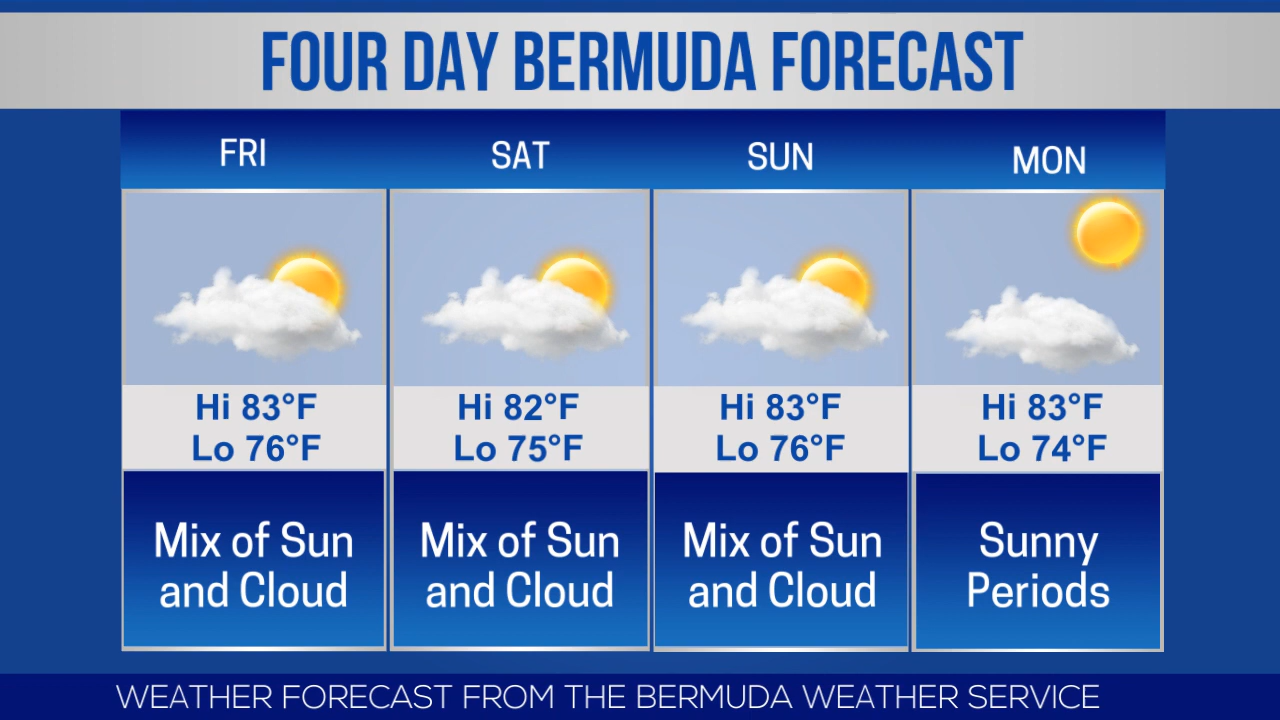 FOUR DAY BERMUDA FORECAST
FRI
SAT
SUN
MON
Hi 83°F
Lo 76°F
Hi 82°F
Lo 75°F
Hi 83°F
Lo 76°F
Hi 83°F
Lo 74°F
Mix of Sun
and Cloud
Mix of Sun
and Cloud
Mix of Sun
and Cloud
Sunny
Periods
WEATHER FORECAST FROM THE BERMUDA WEATHER SERVICE